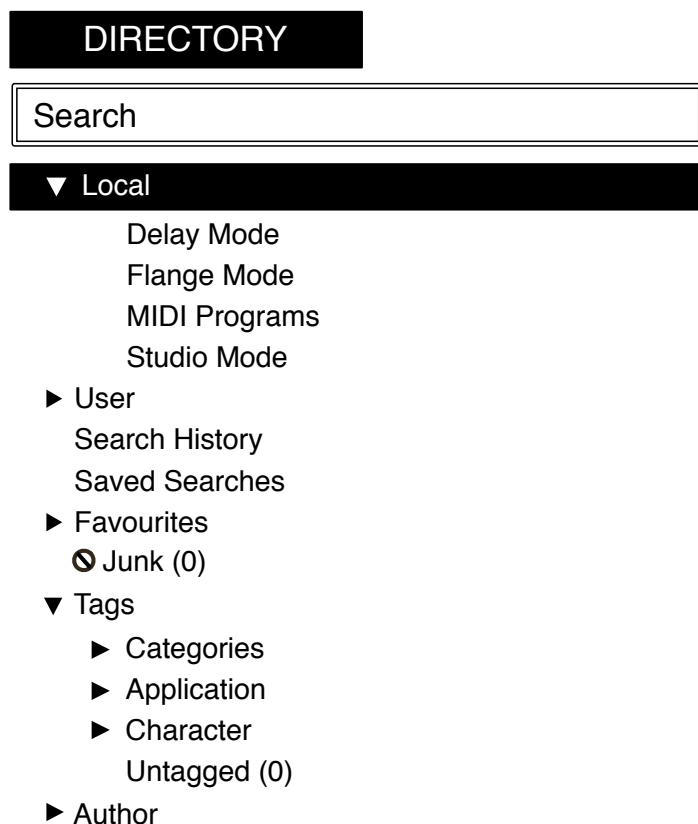 DIRECTORY
Search
Local
Delay Mode
Flange Mode
MIDI Programs
Studio Mode
User
Search History
Saved Searches
Favourites
Junk (0)
Tags
Categories
Application
Character
Untagged (0)
Author